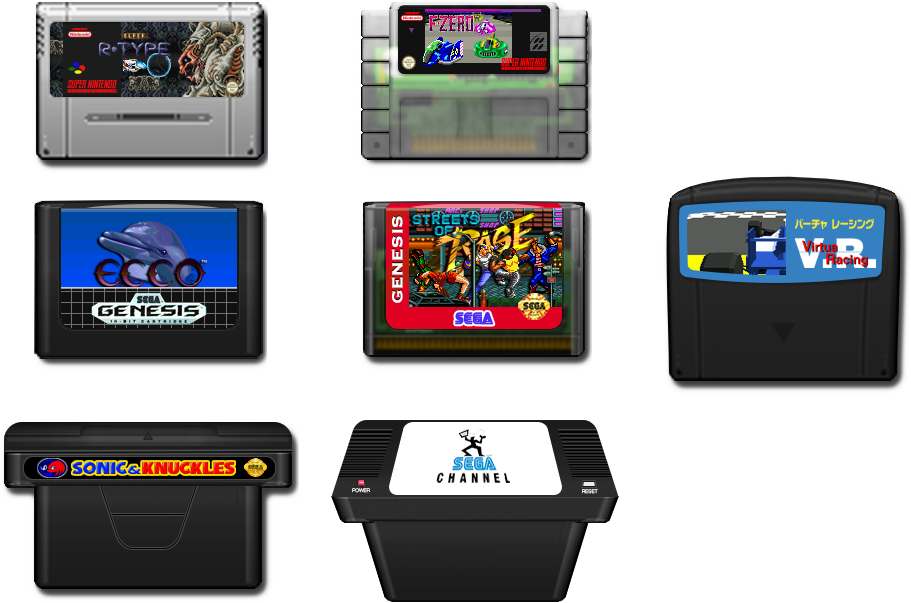 Nintendo
SUPER
R·TYPE
SUPER NINTENDO
Nintendo
F-ZERO
SUPER NINTENDO
ecco
TM
SEGA
GENESIS
16-BIT CARTRIDGE
GENESIS
STREETS
OF
RAGE
SEGA
SEGA
バーチャ レーシング
V.R.
Virtua
Racing
SONIC & KNUCKLES
SEGA
SEGA
CHANNEL
POWER
RESET